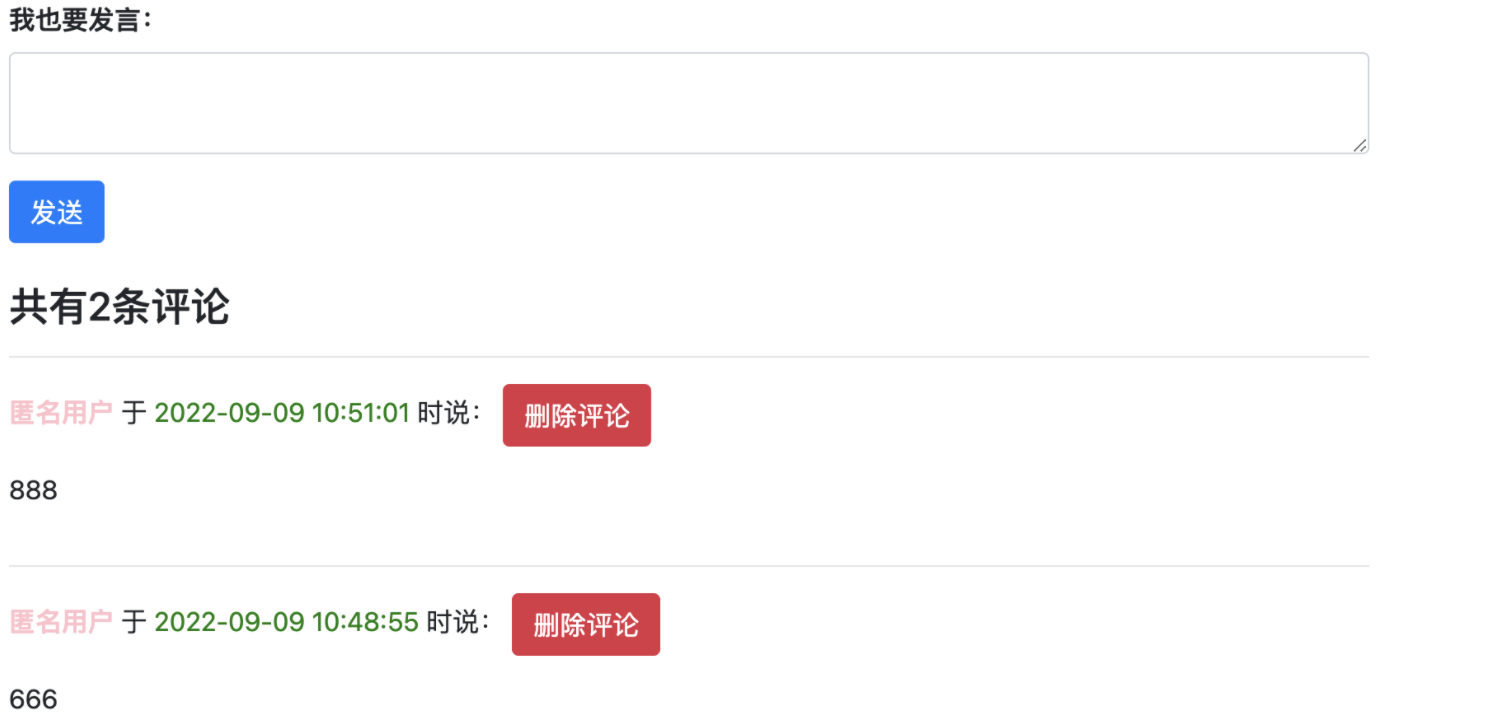 我也要发言：
发送
共有2条评论
匿名用户 于 2022-09-09 10:51:01 时说： 删除评论
888
匿名用户 于 2022-09-09 10:48:55 时说： 删除评论
666